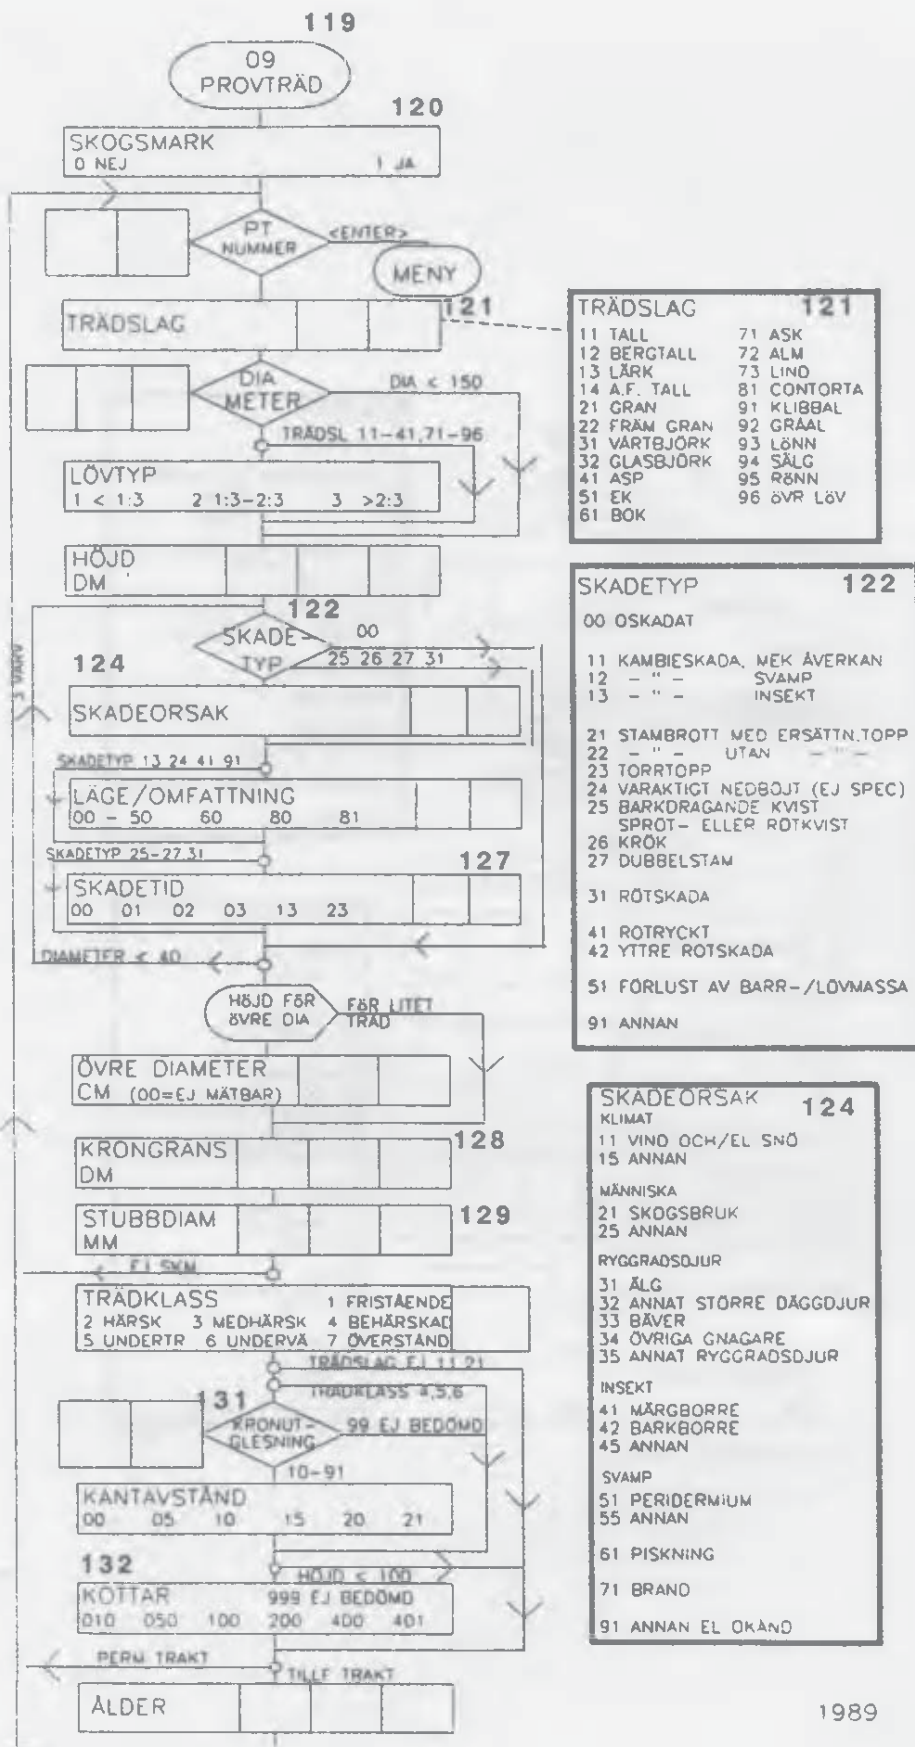 119
09
PROVTRÄD
120
SKOGSMARK
0 NEJ 1 JA
PT
NUMMER
<ENTER>
MENY
121
TRÄDSLAG
DIA
METER
DIA < 150
TRÄDSL 11-41,71-96
LÖVTYP
1 < 1:3 2 1:3-2:3 3 >2:3
HÖJD
DM
122
SKADE-
TYP
00
25 26 27 31
3 VARV
124
SKADEORSAK
SKADETYP 13 24 41 91
LÄGE/OMFATTNING
00 - 50 60 80 81
SKADETYP 25-27,31
127
SKADETID
00 01 02 03 13 23
DIAMETER < 40
HÖJD FÖR
ÖVRE DIA
FÖR LITET
TRÄD
ÖVRE DIAMETER
CM (00=EJ MÄTBAR)
128
KRONGRÄNS
DM
129
STUBBDIAM
MM
EJ SKM
TRÄDKLASS 1 FRISTÅENDE
2 HÄRSK 3 MEDHÄRSK 4 BEHÄRSKAD
5 UNDERTR 6 UNDERVÄ 7 ÖVERSTÅND
TRÄDSLAG EJ 11,21
TRÄDKLASS 4,5,6
131
KRONUT-
GLESNING
99 EJ BEDÖMD
10-91
KANTAVSTÅND
00 05 10 15 20 21
132
HÖJD < 100
KOTTAR 999 EJ BEDÖMD
010 050 100 200 400 401
PERM TRAKT
TILLF TRAKT
ÅLDER
TRÄDSLAG 121
11 TALL 71 ASK
12 BERGTALL 72 ALM
13 LÄRK 73 LIND
14 A.F. TALL 81 CONTORTA
21 GRAN 91 KLIBBAL
22 FRÄM GRAN 92 GRÅAL
31 VÅRTBJÖRK 93 LÖNN
32 GLASBJÖRK 94 SÄLG
41 ASP 95 RÖNN
51 EK 96 ÖVR LÖV
61 BOK
SKADETYP 122
00 OSKADAT
11 KAMBIESKADA, MEK ÅVERKAN
12 - " - SVAMP
13 - " - INSEKT
21 STAMBROTT MED ERSÄTTN.TOPP
22 - " - UTAN - " -
23 TORRTOPP
24 VARAKTIGT NEDBÖJT (EJ SPEC)
25 BARKDRAGANDE KVIST
SPRÖT- ELLER RÖTKVIST
26 KRÖK
27 DUBBELSTAM
31 RÖTSKADA
41 ROTRYCKT
42 YTTRE ROTSKADA
51 FÖRLUST AV BARR-/LÖVMASSA
91 ANNAN
SKADEORSAK 124
KLIMAT
11 VIND OCH/EL SNÖ
15 ANNAN
MÄNNISKA
21 SKOGSBRUK
25 ANNAN
RYGGRADSDJUR
31 ÄLG
32 ANNAT STÖRRE DÄGGDJUR
33 BÄVER
34 ÖVRIGA GNAGARE
35 ANNAT RYGGRADSDJUR
INSEKT
41 MÄRGBORRE
42 BARKBORRE
45 ANNAN
SVAMP
51 PERIDERMIUM
55 ANNAN
61 PISKNING
71 BRAND
91 ANNAN EL OKÄND
1989